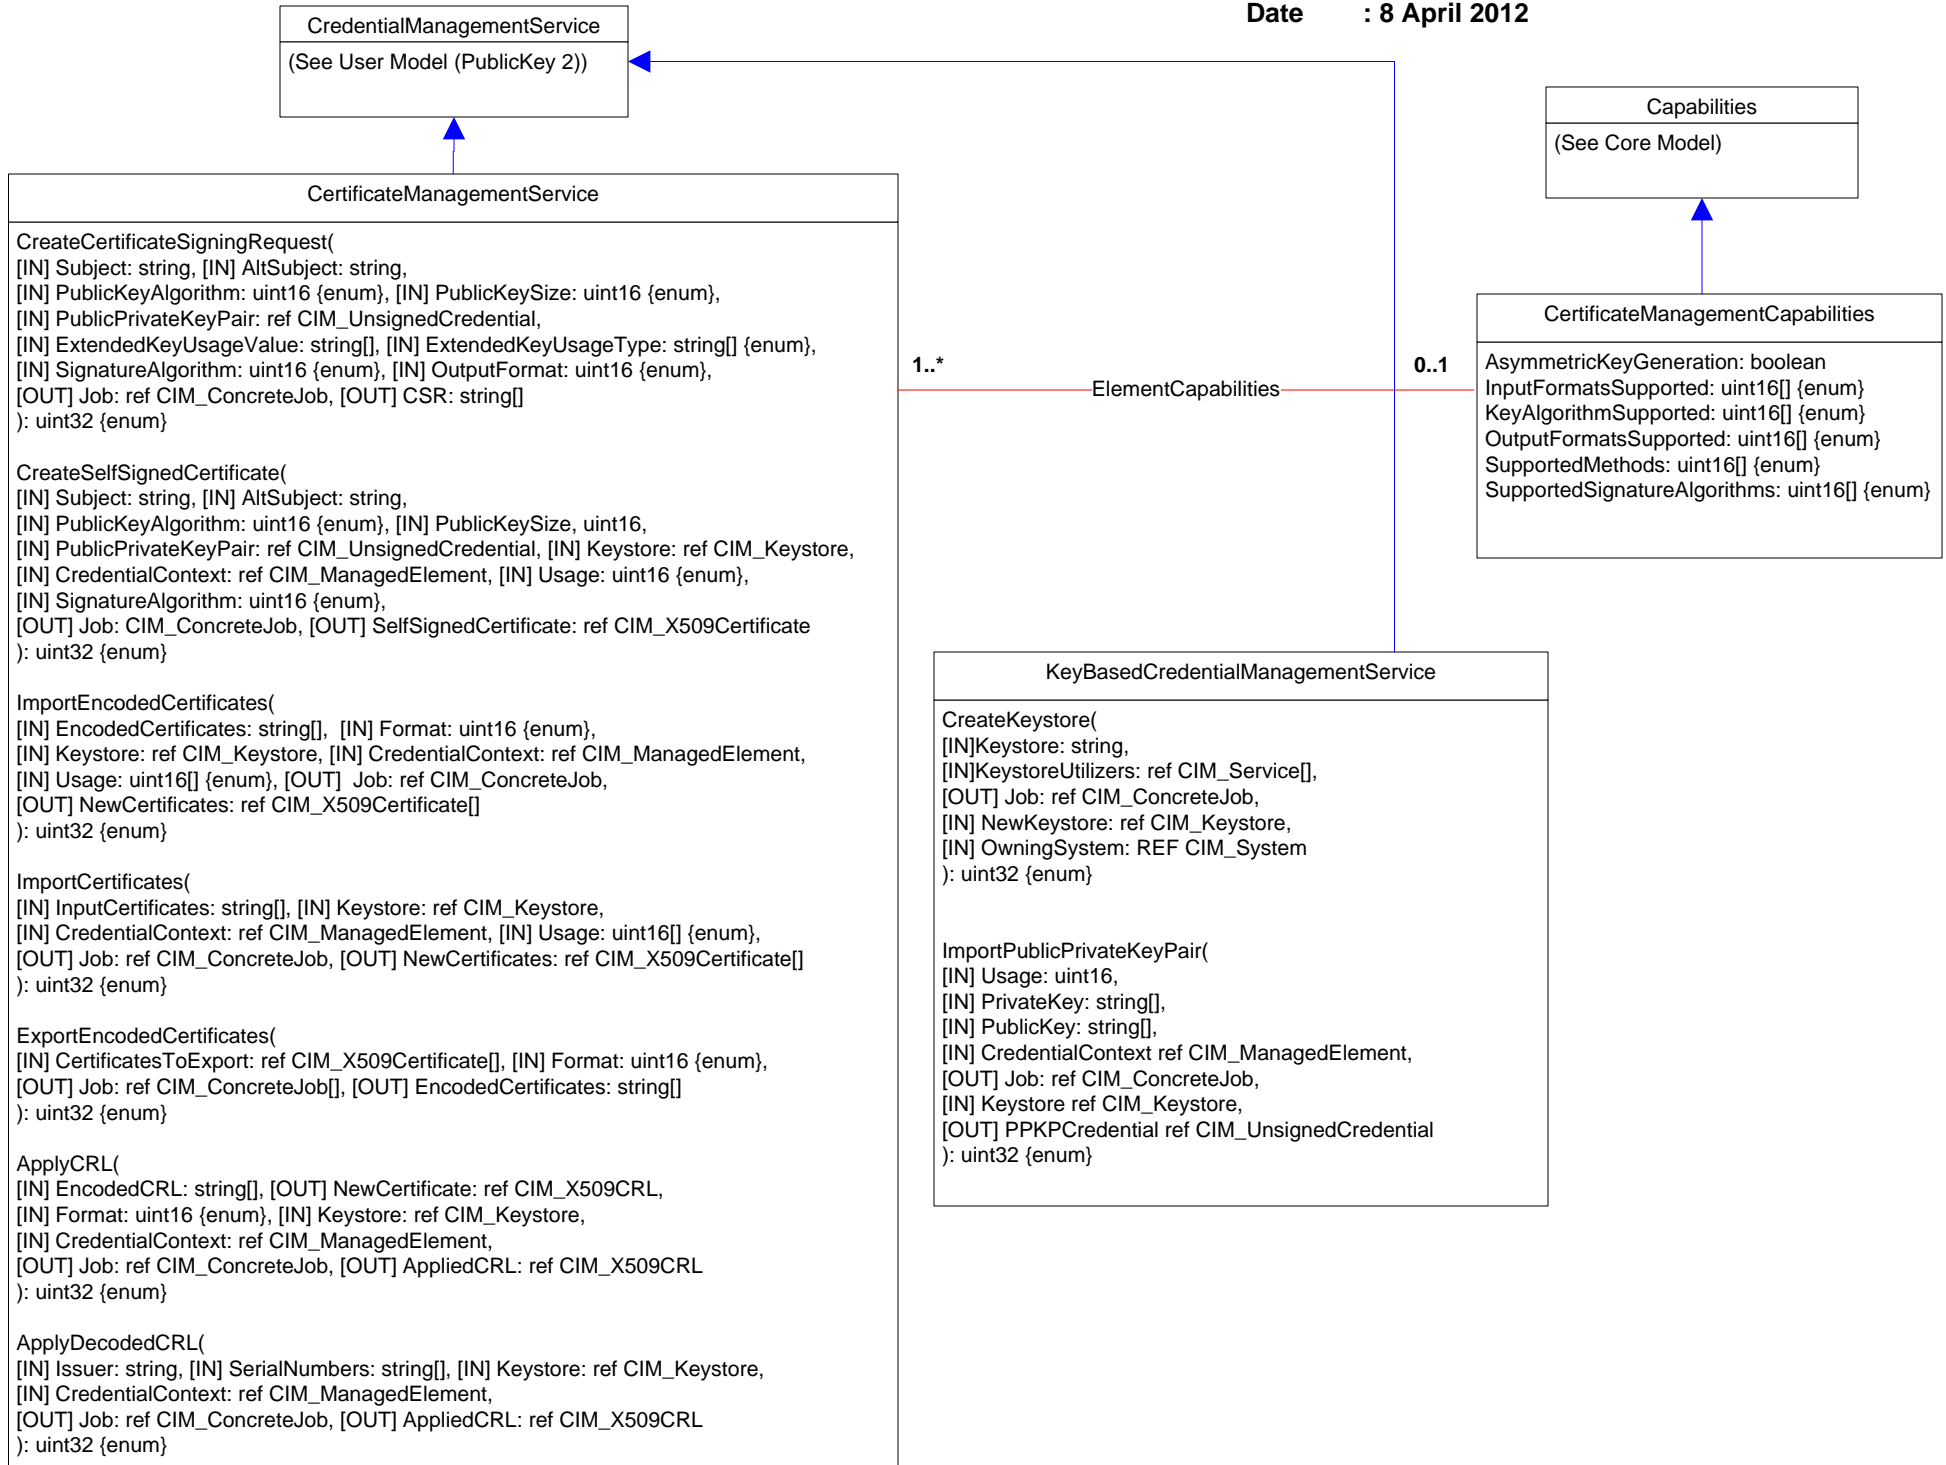 Date : 8 April 2012
CredentialManagementService
(See User Model (PublicKey 2))
Capabilities
(See Core Model)
CertificateManagementService
CreateCertificateSigningRequest(
[IN] Subject: string, [IN] AltSubject: string,
[IN] PublicKeyAlgorithm: uint16 {enum}, [IN] PublicKeySize: uint16 {enum},
[IN] PublicPrivateKeyPair: ref CIM_UnsignedCredential,
[IN] ExtendedKeyUsageValue: string[], [IN] ExtendedKeyUsageType: string[] {enum},
[IN] SignatureAlgorithm: uint16 {enum}, [IN] OutputFormat: uint16 {enum},
[OUT] Job: ref CIM_ConcreteJob, [OUT] CSR: string[]
): uint32 {enum}
CreateSelfSignedCertificate(
[IN] Subject: string, [IN] AltSubject: string,
[IN] PublicKeyAlgorithm: uint16 {enum}, [IN] PublicKeySize, uint16,
[IN] PublicPrivateKeyPair: ref CIM_UnsignedCredential, [IN] Keystore: ref CIM_Keystore,
[IN] CredentialContext: ref CIM_ManagedElement, [IN] Usage: uint16 {enum},
[IN] SignatureAlgorithm: uint16 {enum},
[OUT] Job: CIM_ConcreteJob, [OUT] SelfSignedCertificate: ref CIM_X509Certificate
): uint32 {enum}
ImportEncodedCertificates(
[IN] EncodedCertificates: string[], [IN] Format: uint16 {enum},
[IN] Keystore: ref CIM_Keystore, [IN] CredentialContext: ref CIM_ManagedElement,
[IN] Usage: uint16[] {enum}, [OUT] Job: ref CIM_ConcreteJob,
[OUT] NewCertificates: ref CIM_X509Certificate[]
): uint32 {enum}
ImportCertificates(
[IN] InputCertificates: string[], [IN] Keystore: ref CIM_Keystore,
[IN] CredentialContext: ref CIM_ManagedElement, [IN] Usage: uint16[] {enum},
[OUT] Job: ref CIM_ConcreteJob, [OUT] NewCertificates: ref CIM_X509Certificate[]
): uint32 {enum}
ExportEncodedCertificates(
[IN] CertificatesToExport: ref CIM_X509Certificate[], [IN] Format: uint16 {enum},
[OUT] Job: ref CIM_ConcreteJob[], [OUT] EncodedCertificates: string[]
): uint32 {enum}
ApplyCRL(
[IN] EncodedCRL: string[], [OUT] NewCertificate: ref CIM_X509CRL,
[IN] Format: uint16 {enum}, [IN] Keystore: ref CIM_Keystore,
[IN] CredentialContext: ref CIM_ManagedElement,
[OUT] Job: ref CIM_ConcreteJob, [OUT] AppliedCRL: ref CIM_X509CRL
): uint32 {enum}
ApplyDecodedCRL(
[IN] Issuer: string, [IN] SerialNumbers: string[], [IN] Keystore: ref CIM_Keystore,
[IN] CredentialContext: ref CIM_ManagedElement,
[OUT] Job: ref CIM_ConcreteJob, [OUT] AppliedCRL: ref CIM_X509CRL
): uint32 {enum}
1..*
ElementCapabilities
0..1
CertificateManagementCapabilities
AsymmetricKeyGeneration: boolean
InputFormatsSupported: uint16[] {enum}
KeyAlgorithmSupported: uint16[] {enum}
OutputFormatsSupported: uint16[] {enum}
SupportedMethods: uint16[] {enum}
SupportedSignatureAlgorithms: uint16[] {enum}
KeyBasedCredentialManagementService
CreateKeystore(
[IN]Keystore: string,
[IN]KeystoreUtilizers: ref CIM_Service[],
[OUT] Job: ref CIM_ConcreteJob,
[IN] NewKeystore: ref CIM_Keystore,
[IN] OwningSystem: REF CIM_System
): uint32 {enum}
ImportPublicPrivateKeyPair(
[IN] Usage: uint16,
[IN] PrivateKey: string[],
[IN] PublicKey: string[],
[IN] CredentialContext ref CIM_ManagedElement,
[OUT] Job: ref CIM_ConcreteJob,
[IN] Keystore ref CIM_Keystore,
[OUT] PPKPCredential ref CIM_UnsignedCredential
): uint32 {enum}